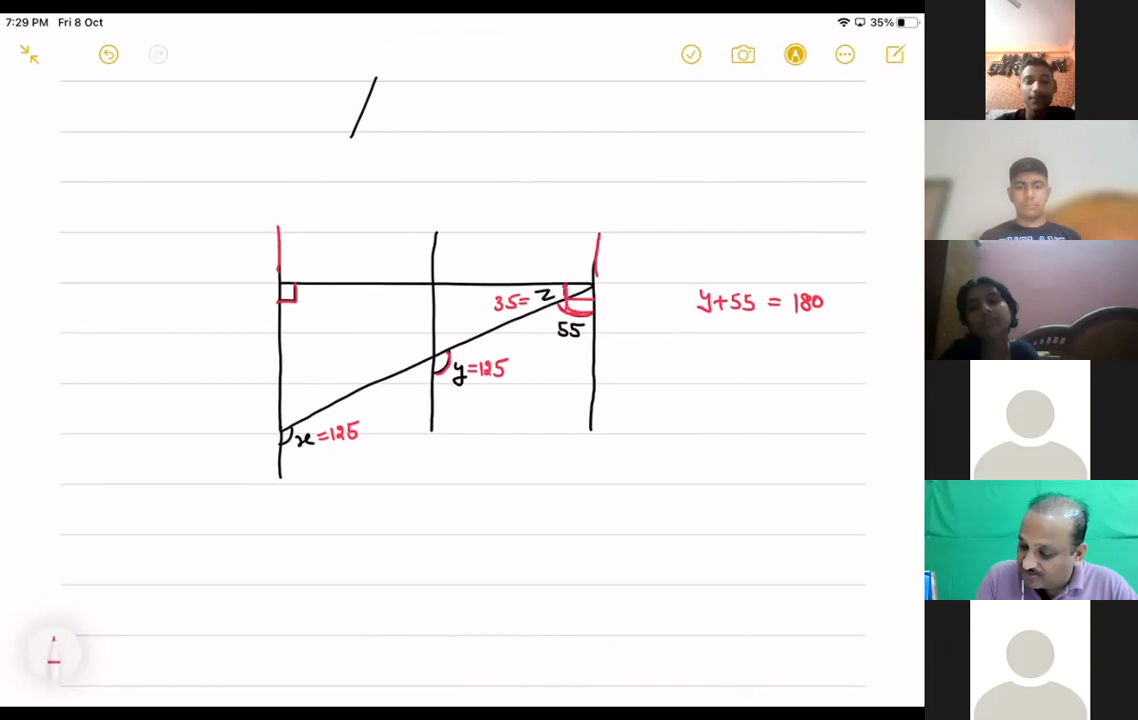 7:29 PM Fri 8 Oct
35%
35= z
y+55 = 180
55
y=125
x=125